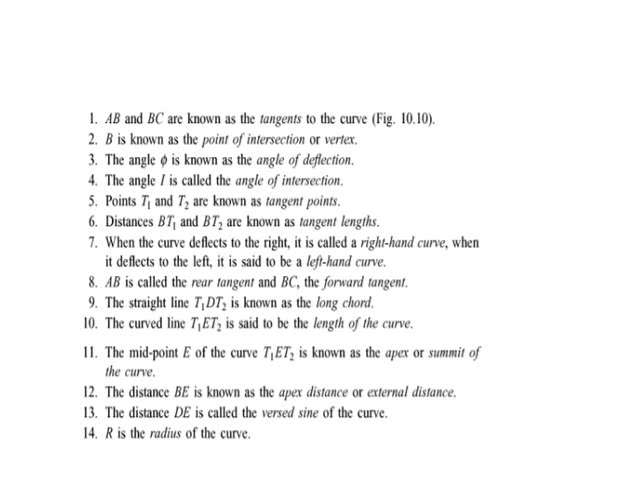 1. AB and BC are known as the tangents to the curve (Fig. 10.10).
2. B is known as the point of intersection or vertex.
3. The angle ϕ is known as the angle of deflection.
4. The angle I is called the angle of intersection.
5. Points T₁ and T₂ are known as tangent points.
6. Distances BT₁ and BT₂ are known as tangent lengths.
7. When the curve deflects to the right, it is called a right-hand curve, when
it deflects to the left, it is said to be a left-hand curve.
8. AB is called the rear tangent and BC, the forward tangent.
9. The straight line T₁DT₂ is known as the long chord.
10. The curved line T₁ET₂ is said to be the length of the curve.
11. The mid-point E of the curve T₁ET₂ is known as the apex or summit of
the curve.
12. The distance BE is known as the apex distance or external distance.
13. The distance DE is called the versed sine of the curve.
14. R is the radius of the curve.